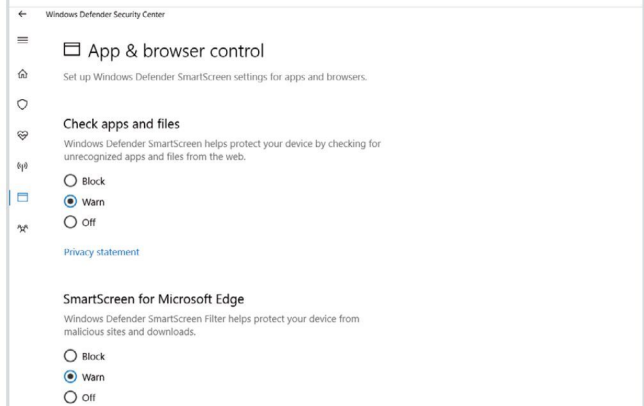 Windows Defender Security Center
App & browser control
Set up Windows Defender SmartScreen settings for apps and browsers.
Check apps and files
Windows Defender SmartScreen helps protect your device by checking for
unrecognized apps and files from the web.
Block
Warn
Off
Privacy statement
SmartScreen for Microsoft Edge
Windows Defender SmartScreen Filter helps protect your device from
malicious sites and downloads.
Block
Warn
Off